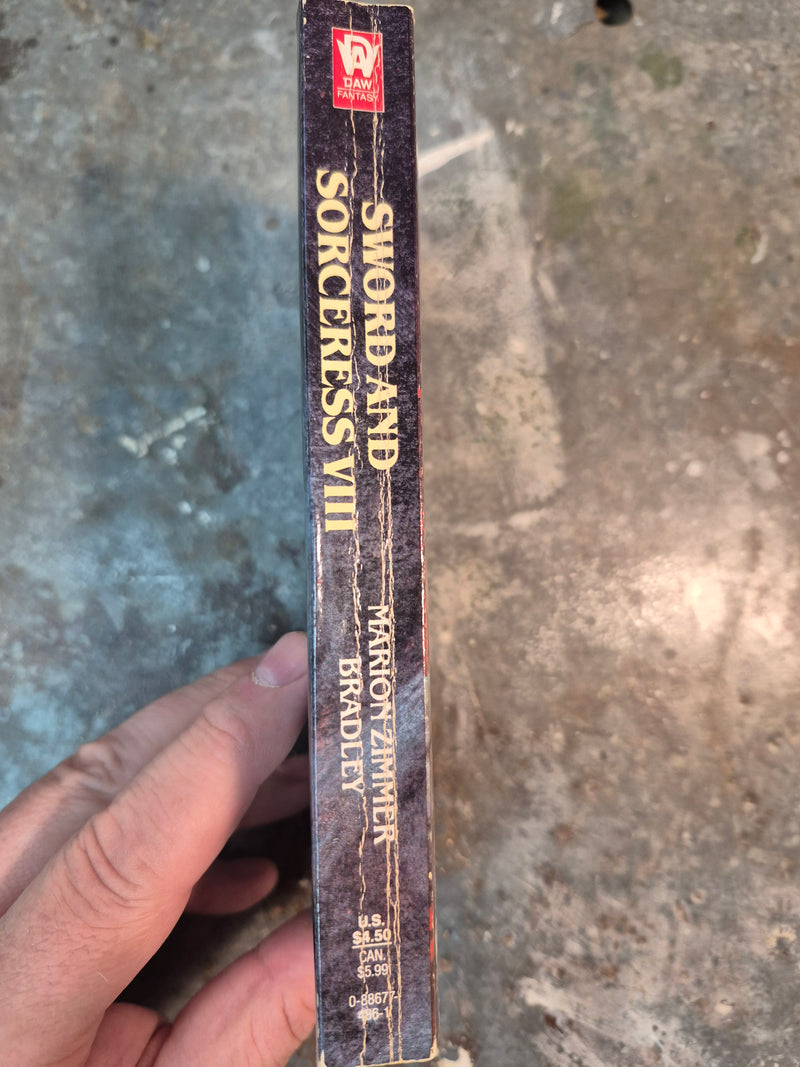 DAW
FANTASY
SWORD AND
SORCERESS VIII
MARION ZIMMER
BRADLEY
U.S.
$4.50
CAN.
$5.99
0-88677-
486-1